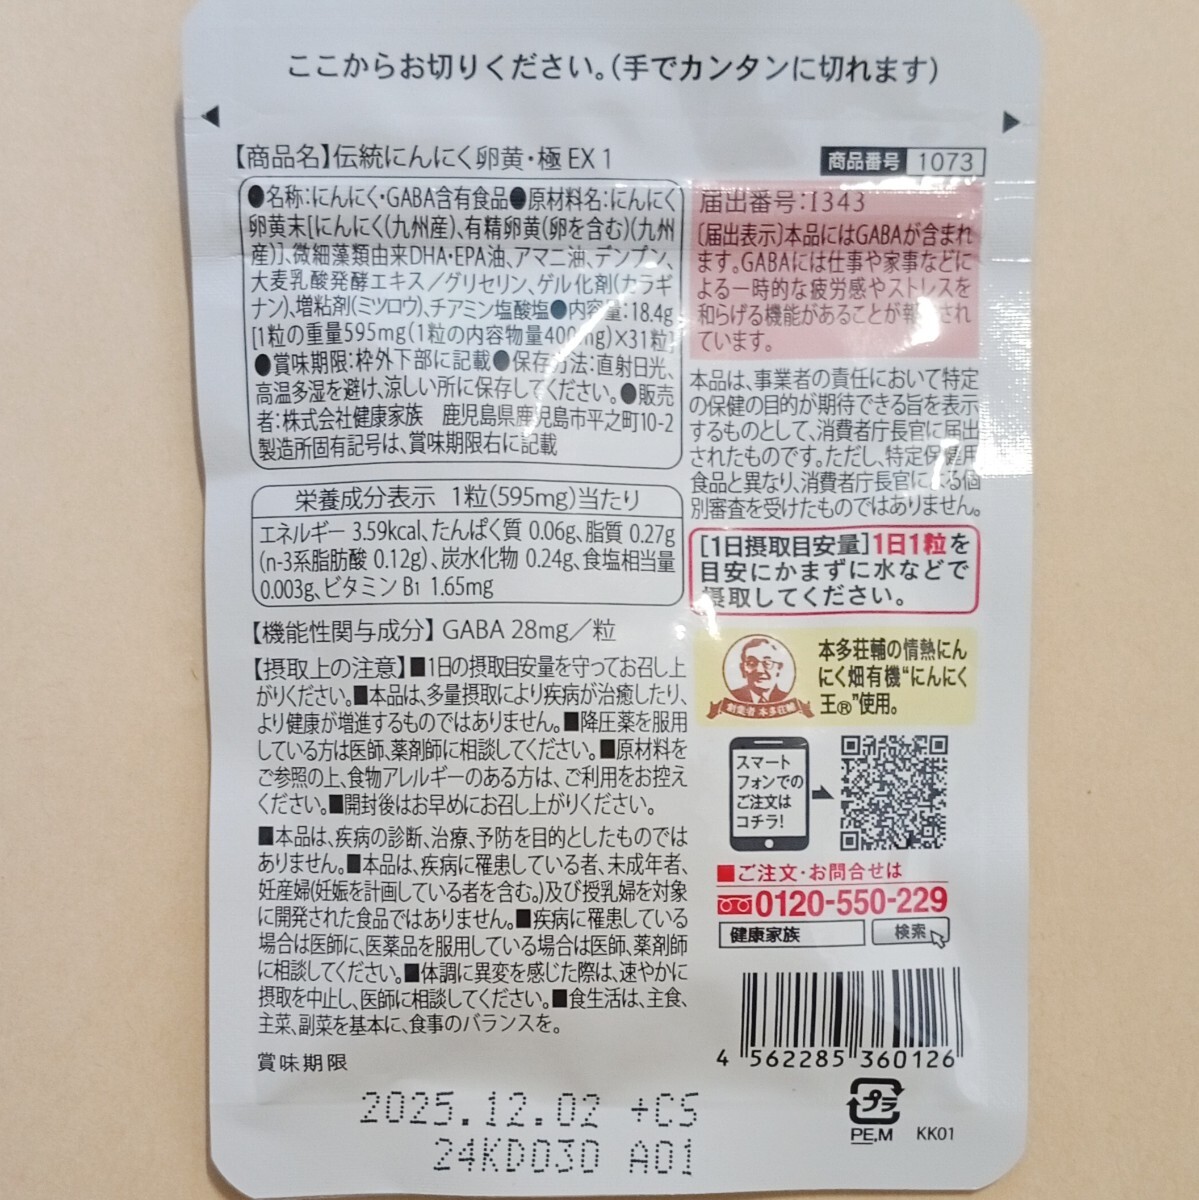 ここからお切りください。(手でカンタンに切れます)
【商品名】伝統にんにく卵黄・極EX1
商品番号 1073
●名称:にんにく・GABA含有食品●原材料名:にんにく
卵黄末[にんにく(九州産)、有精卵黄(卵を含む)(九州
産)]、微細藻類由来DHA・EPA油、アマニ油、デンプン、
大麦乳酸発酵エキス/グリセリン、ゲル化剤(カラギ
ナン)、増粘剤(ミツロウ)、チアミン塩酸塩●内容量:18.4g
[1粒の重量595mg(1粒の内容物量400mg)×31粒]
●賞味期限:枠外下部に記載●保存方法:直射日光、
高温多湿を避け、涼しい所に保存してください。●販売
者:株式会社健康家族 鹿児島県鹿児島市平之町10-2
製造所固有記号は、賞味期限右に記載
届出番号:I343
〔届出表示〕本品にはGABAが含まれ
ます。GABAには仕事や家事などに
よる一時的な疲労感やストレスを
和らげる機能があることが報告され
ています。
本品は、事業者の責任において特定
の保健の目的が期待できる旨を表示
するものとして、消費者庁長官に届出
されたものです。ただし、特定保健用
食品と異なり、消費者庁長官による個
別審査を受けたものではありません。
栄養成分表示 1粒(595mg)当たり
エネルギー 3.59kcal、たんぱく質 0.06g、脂質 0.27g
(n-3系脂肪酸 0.12g)、炭水化物 0.24g、食塩相当量
0.003g、ビタミンB1 1.65mg
[1日摂取目安量]1日1粒を
目安にかまずに水などで
摂取してください。
【機能性関与成分】GABA 28mg/粒
【摂取上の注意】■1日の摂取目安量を守ってお召し上
がりください。■本品は、多量摂取により疾病が治癒したり、
より健康が増進するものではありません。■降圧薬を服用
している方は医師、薬剤師に相談してください。■原材料を
ご参照の上、食物アレルギーのある方は、ご利用をお控え
ください。■開封後はお早めにお召し上がりください。
■本品は、疾病の診断、治療、予防を目的としたものでは
ありません。■本品は、疾病に罹患している者、未成年者、
妊産婦(妊娠を計画している者を含む。)及び授乳婦を対象
に開発された食品ではありません。■疾病に罹患している
場合は医師に、医薬品を服用している場合は医師、薬剤師
に相談してください。■体調に異変を感じた際は、速やかに
摂取を中止し、医師に相談してください。■食生活は、主食、
主菜、副菜を基本に、食事のバランスを。
創業者 本多荘輔
本多荘輔の情熱にん
にく畑有機“にんにく
王®”使用。
スマート
フォンでの
ご注文は
コチラ!
■ご注文・お問合せは
0120-550-229
健康家族 検索
4 562285 360126
賞味期限
2025.12.02 +CS
24KD030 A01
プラ
PE,M KK01